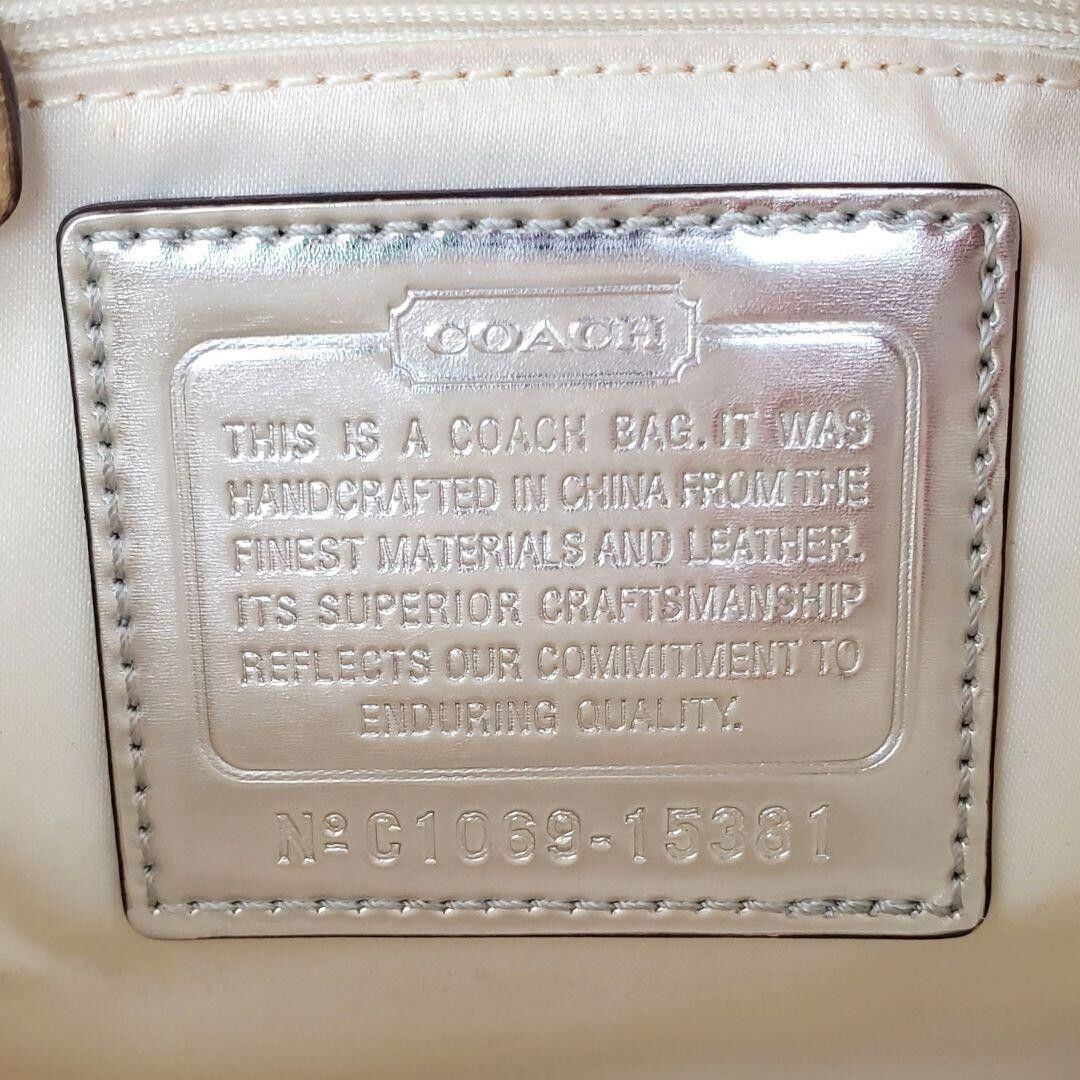 COACH
THIS IS A COACH BAG. IT WAS
HANDCRAFTED IN CHINA FROM THE
FINEST MATERIALS AND LEATHER.
ITS SUPERIOR CRAFTSMANSHIP
REFLECTS OUR COMMITMENT TO
ENDURING QUALITY.
Nº C1069-15381